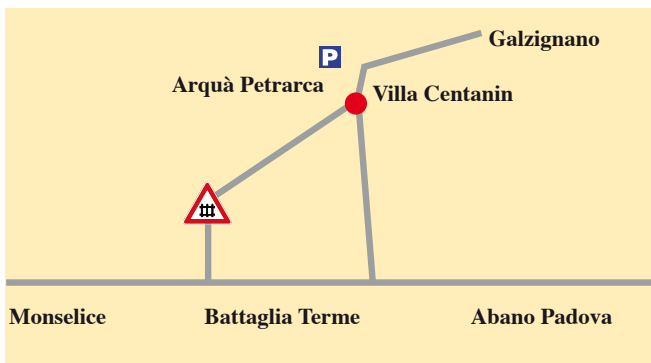 Galzignano
P
Arquà Petrarca
Villa Centanin
Monselice
Battaglia Terme
Abano Padova